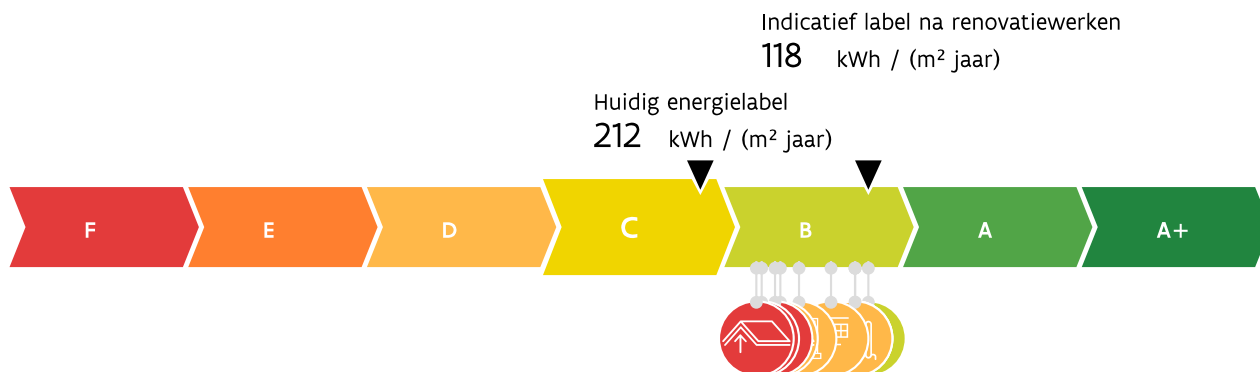 Indicatief label na renovatiewerken
118 kWh / (m² jaar)
Huidig energielabel
212 kWh / (m² jaar)
F E D C B A A+